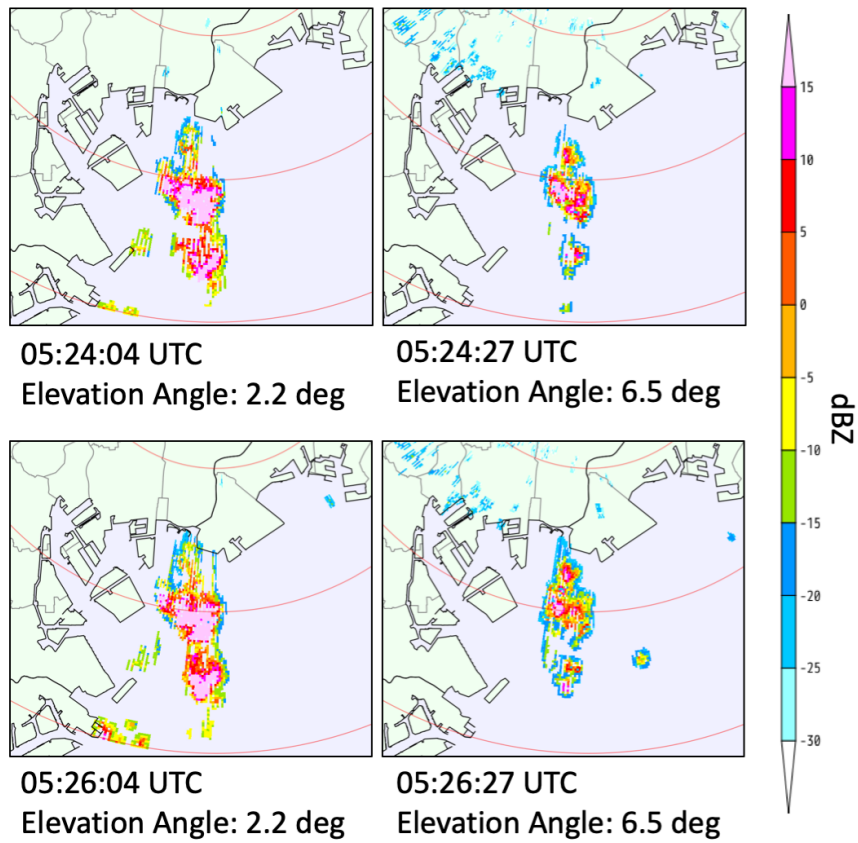 05:24:04 UTC
Elevation Angle: 2.2 deg
05:24:27 UTC
Elevation Angle: 6.5 deg
05:26:04 UTC
Elevation Angle: 2.2 deg
05:26:27 UTC
Elevation Angle: 6.5 deg
15
10
5
0
-5
-10
-15
-20
-25
-30
dBZ